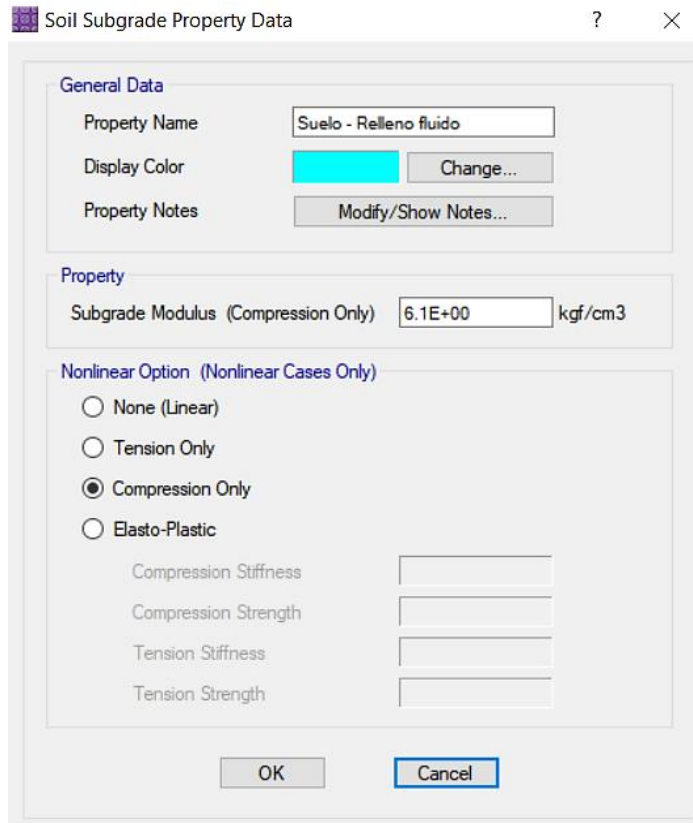 Soil Subgrade Property Data ?
General Data
Property Name Suelo - Relleno fluido
Display Color Change...
Property Notes Modify/Show Notes...
Property
Subgrade Modulus (Compression Only) 6.1E+00 kgf/cm3
Nonlinear Option (Nonlinear Cases Only)
None (Linear)
Tension Only
Compression Only
Elasto-Plastic
Compression Stiffness
Compression Strength
Tension Stiffness
Tension Strength
OK Cancel